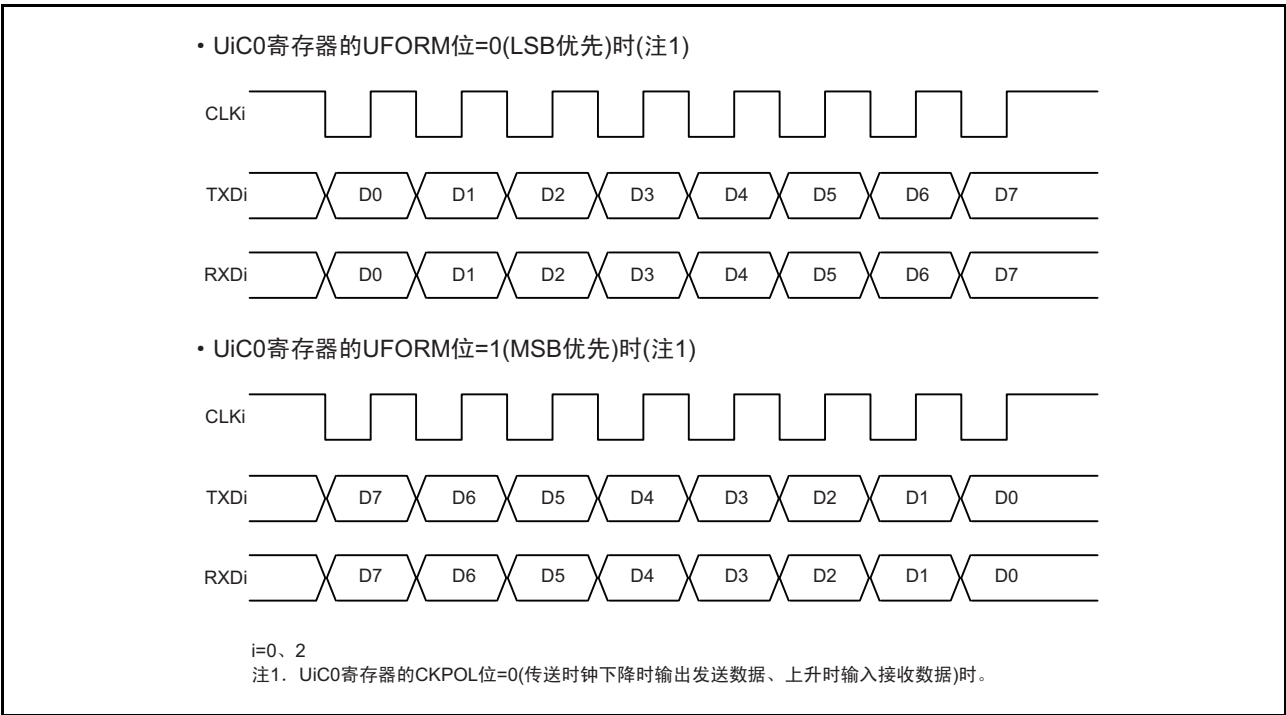 ・UiC0寄存器的UFORM位=0(LSB优先)时(注1)
CLKi
TXDi D0 D1 D2 D3 D4 D5 D6 D7
RXDi D0 D1 D2 D3 D4 D5 D6 D7
・UiC0寄存器的UFORM位=1(MSB优先)时(注1)
CLKi
TXDi D7 D6 D5 D4 D3 D2 D1 D0
RXDi D7 D6 D5 D4 D3 D2 D1 D0
i=0、2
注1. UiC0寄存器的CKPOL位=0(传送时钟下降时输出发送数据、上升时输入接收数据)时。